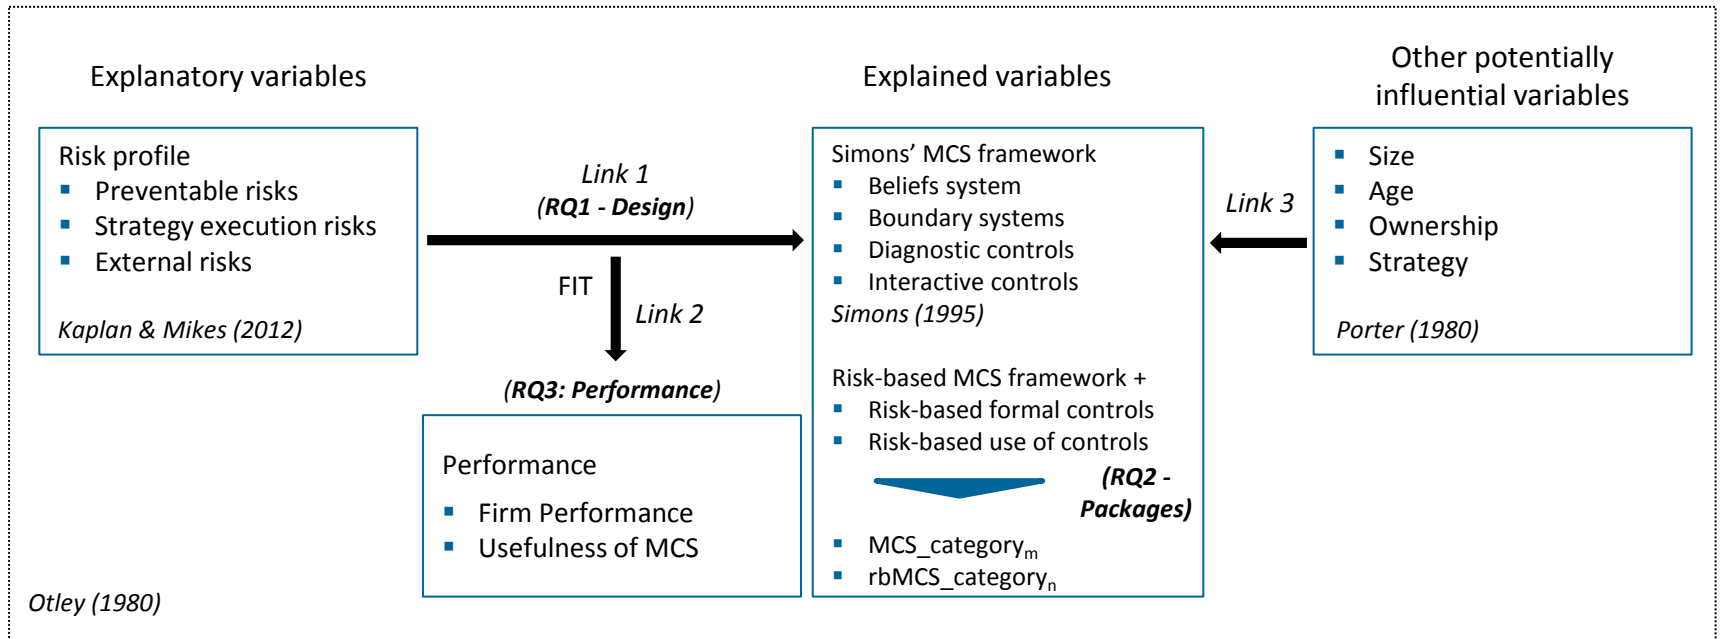 Explanatory variables
Risk profile
▪ Preventable risks
▪ Strategy execution risks
▪ External risks
Kaplan & Mikes (2012)
Link 1
(RQ1 - Design)
FIT
Link 2
(RQ3: Performance)
Performance
▪ Firm Performance
▪ Usefulness of MCS
Explained variables
Simons’ MCS framework
▪ Beliefs system
▪ Boundary systems
▪ Diagnostic controls
▪ Interactive controls
Simons (1995)
Risk-based MCS framework +
▪ Risk-based formal controls
▪ Risk-based use of controls
(RQ2 -
Packages)
▪ MCS_categoryₘ
▪ rbMCS_categoryₙ
Link 3
Other potentially
influential variables
▪ Size
▪ Age
▪ Ownership
▪ Strategy
Porter (1980)
Otley (1980)